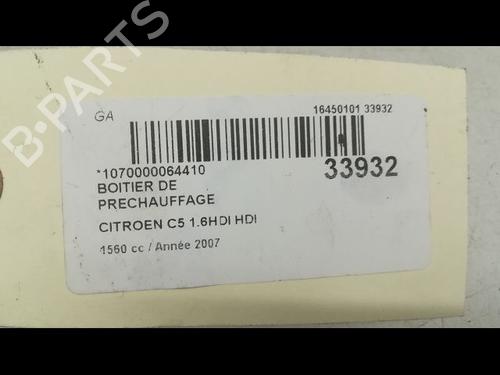 GA
16450101 33932
*1070000064410
33932
BOITIER DE
PRECHAUFFAGE
CITROEN C5 1.6HDI HDI
1560 cc / Année 2007
B-PARTS